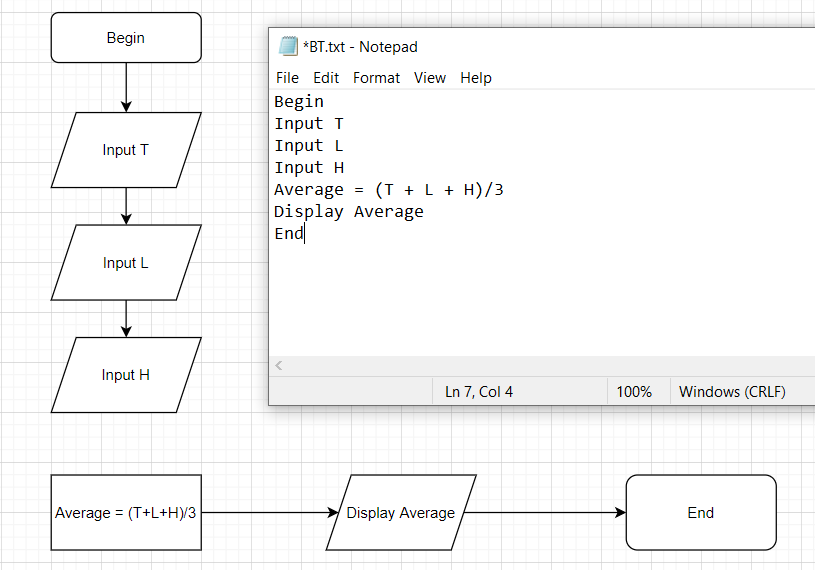 Begin
Input T
Input L
Input H
Average = (T+L+H)/3
Display Average
End
*BT.txt - Notepad
File Edit Format View Help
Begin
Input T
Input L
Input H
Average = (T + L + H)/3
Display Average
End
Ln 7, Col 4
100%
Windows (CRLF)